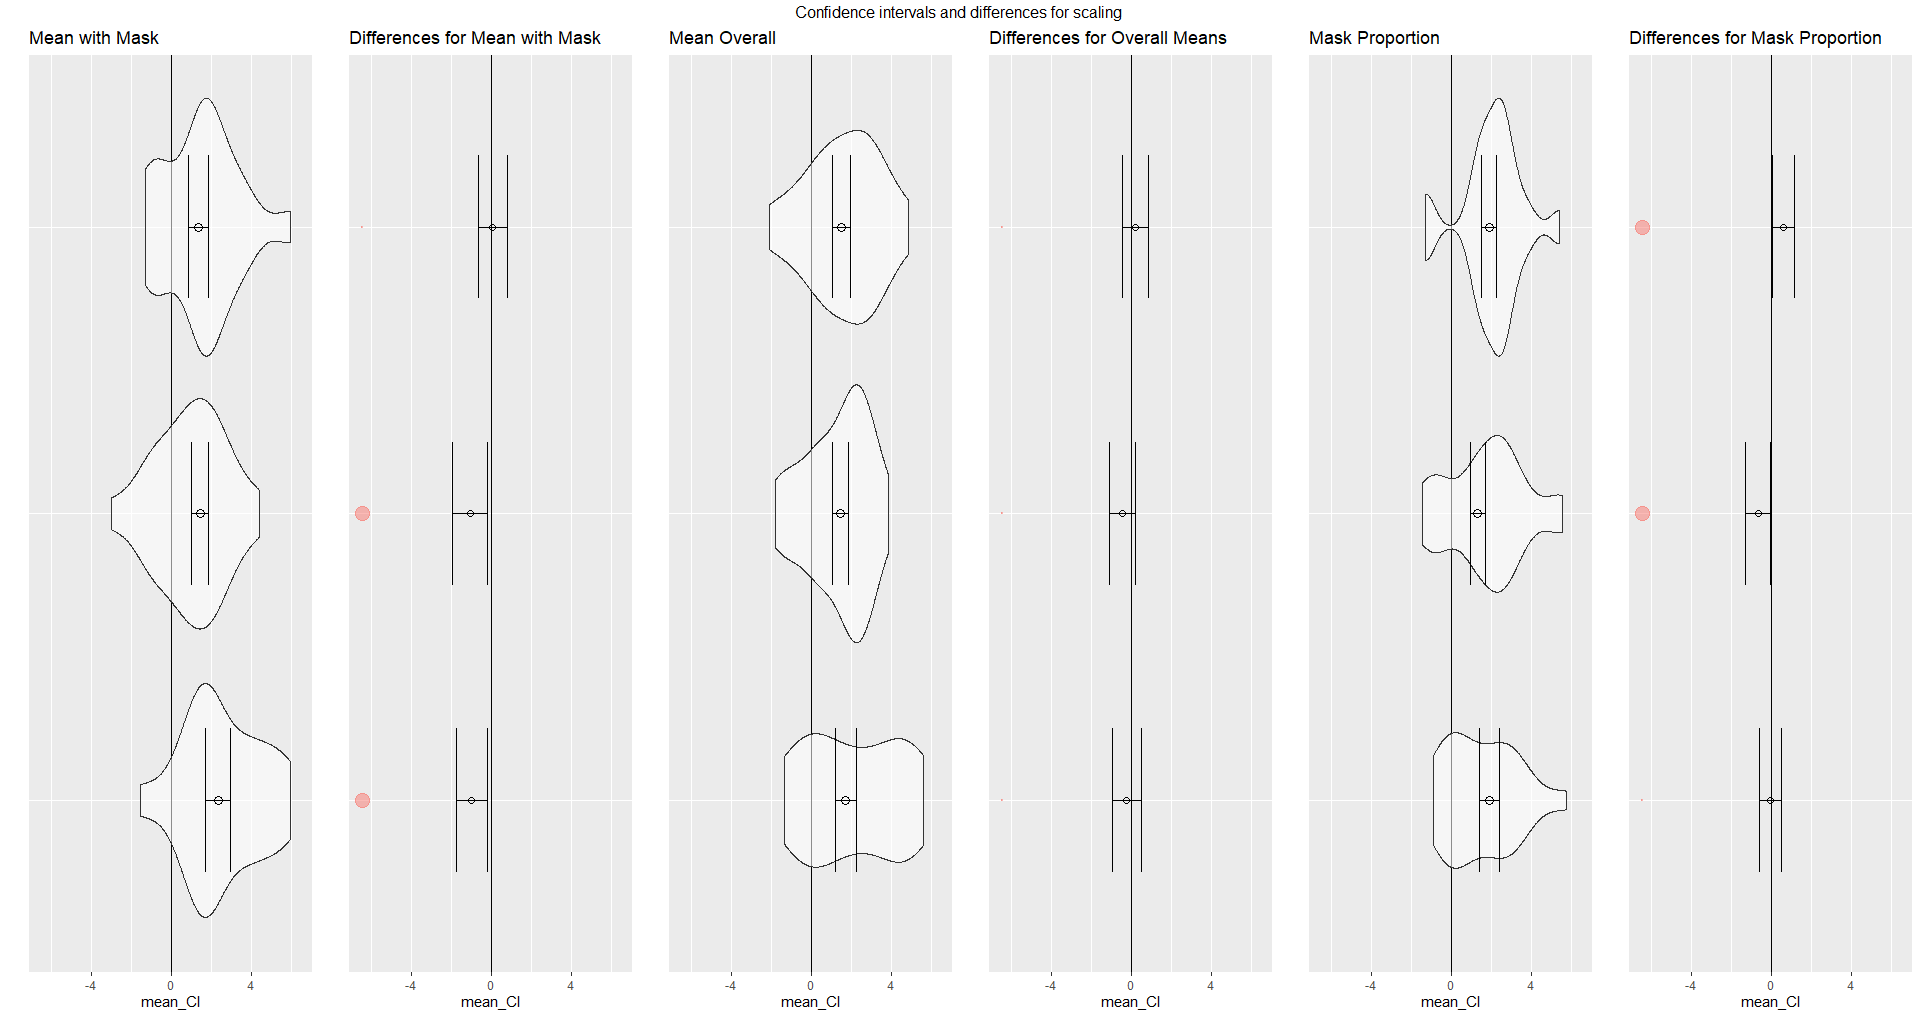 Confidence intervals and differences for scaling
Mean with Mask
Differences for Mean with Mask
Mean Overall
Differences for Overall Means
Mask Proportion
Differences for Mask Proportion
-4 0 4
mean_CI
-4 0 4
mean_CI
-4 0 4
mean_CI
-4 0 4
mean_CI
-4 0 4
mean_CI
-4 0 4
mean_CI